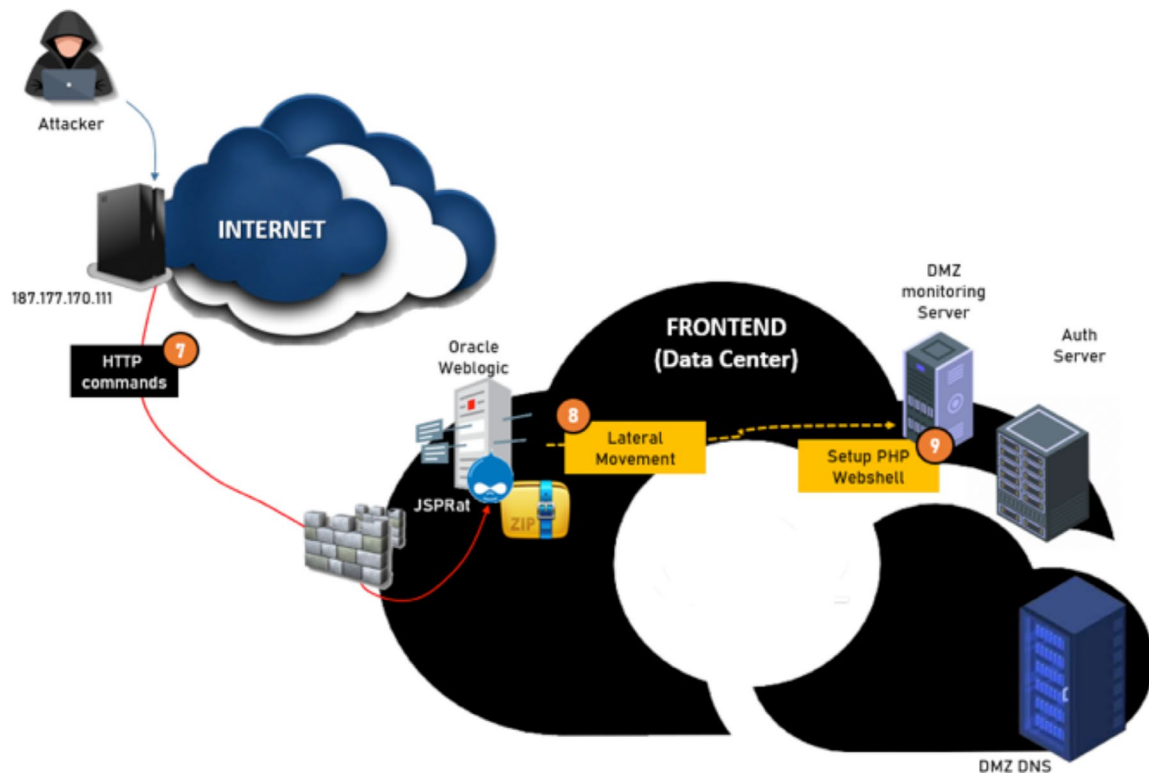 Attacker
INTERNET
187.177.170.111
7
HTTP
commands
Oracle
Weblogic
JSPRat
ZIP
FRONTEND
(Data Center)
8
Lateral
Movement
DMZ
monitoring
Server
9
Setup PHP
Webshell
Auth
Server
DMZ DNS